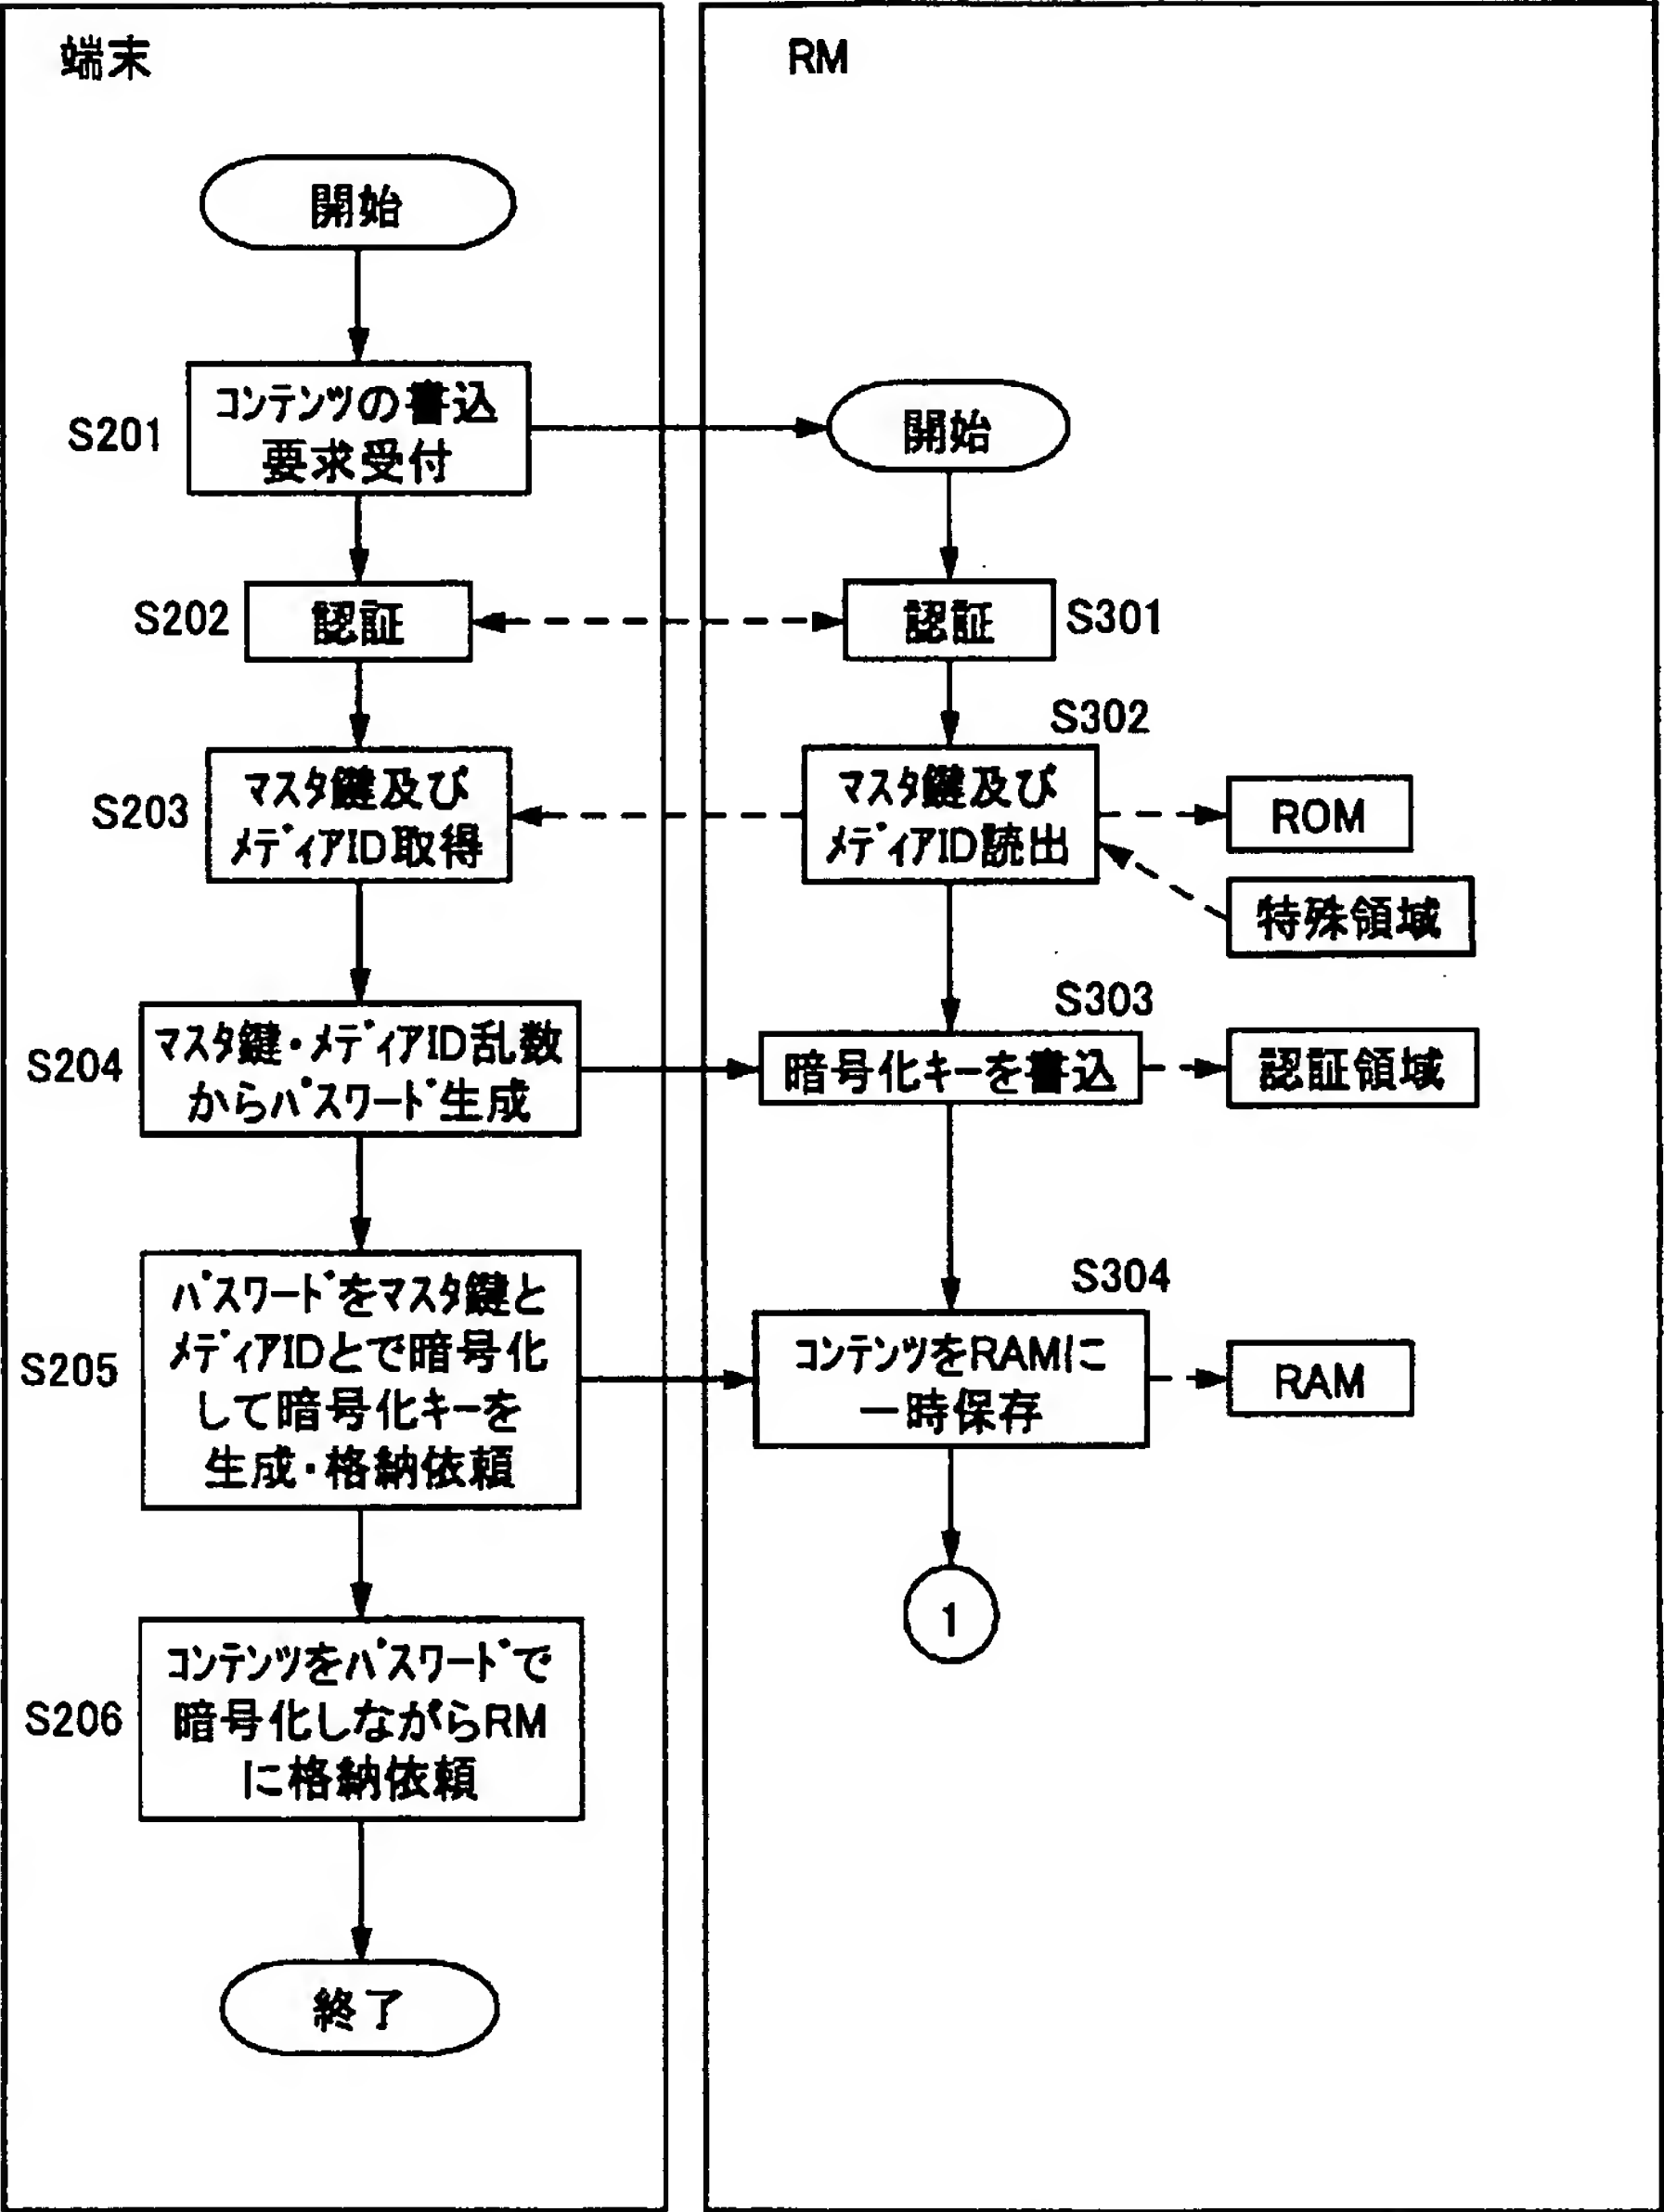 端末
開始
S201
コンテンツの書込
要求受付
S202
認証
S203
マスタ鍵及び
メディアID取得
S204
マスタ鍵・メディアID乱数
からパスワード生成
S205
パスワードをマスタ鍵と
メディアIDとで暗号化
して暗号化キーを
生成・格納依頼
S206
コンテンツをパスワードで
暗号化しながらRM
に格納依頼
終了
RM
開始
認証
S301
S302
マスタ鍵及び
メディアID読出
ROM
特殊領域
S303
暗号化キーを書込
認証領域
S304
コンテンツをRAMに
一時保存
RAM
1